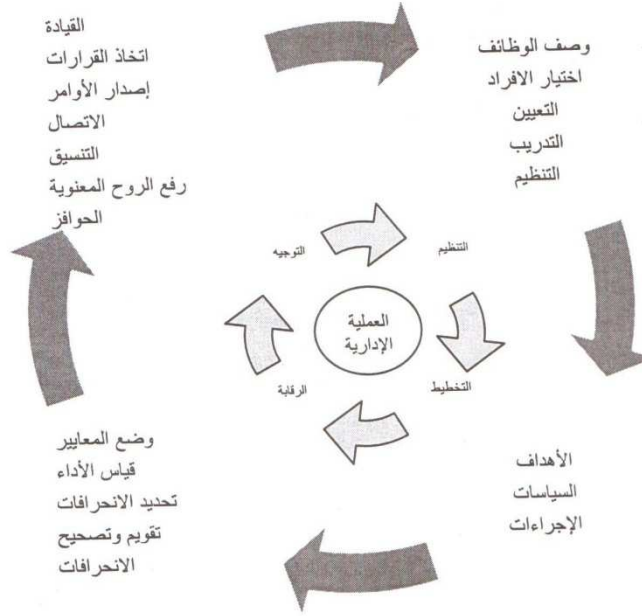 القيادة
اتخاذ القرارات
إصدار الأوامر
الاتصال
التنسيق
رفع الروح المعنوية
الحوافز
وصف الوظائف
اختيار الافراد
التعيين
التدريب
التنظيم
التوجيه
التنظيم
العملية
الإدارية
الرقابة
التخطيط
وضع المعايير
قياس الأداء
تحديد الانحرافات
تقويم وتصحيح
الانحرافات
الأهداف
السياسات
الإجراءات